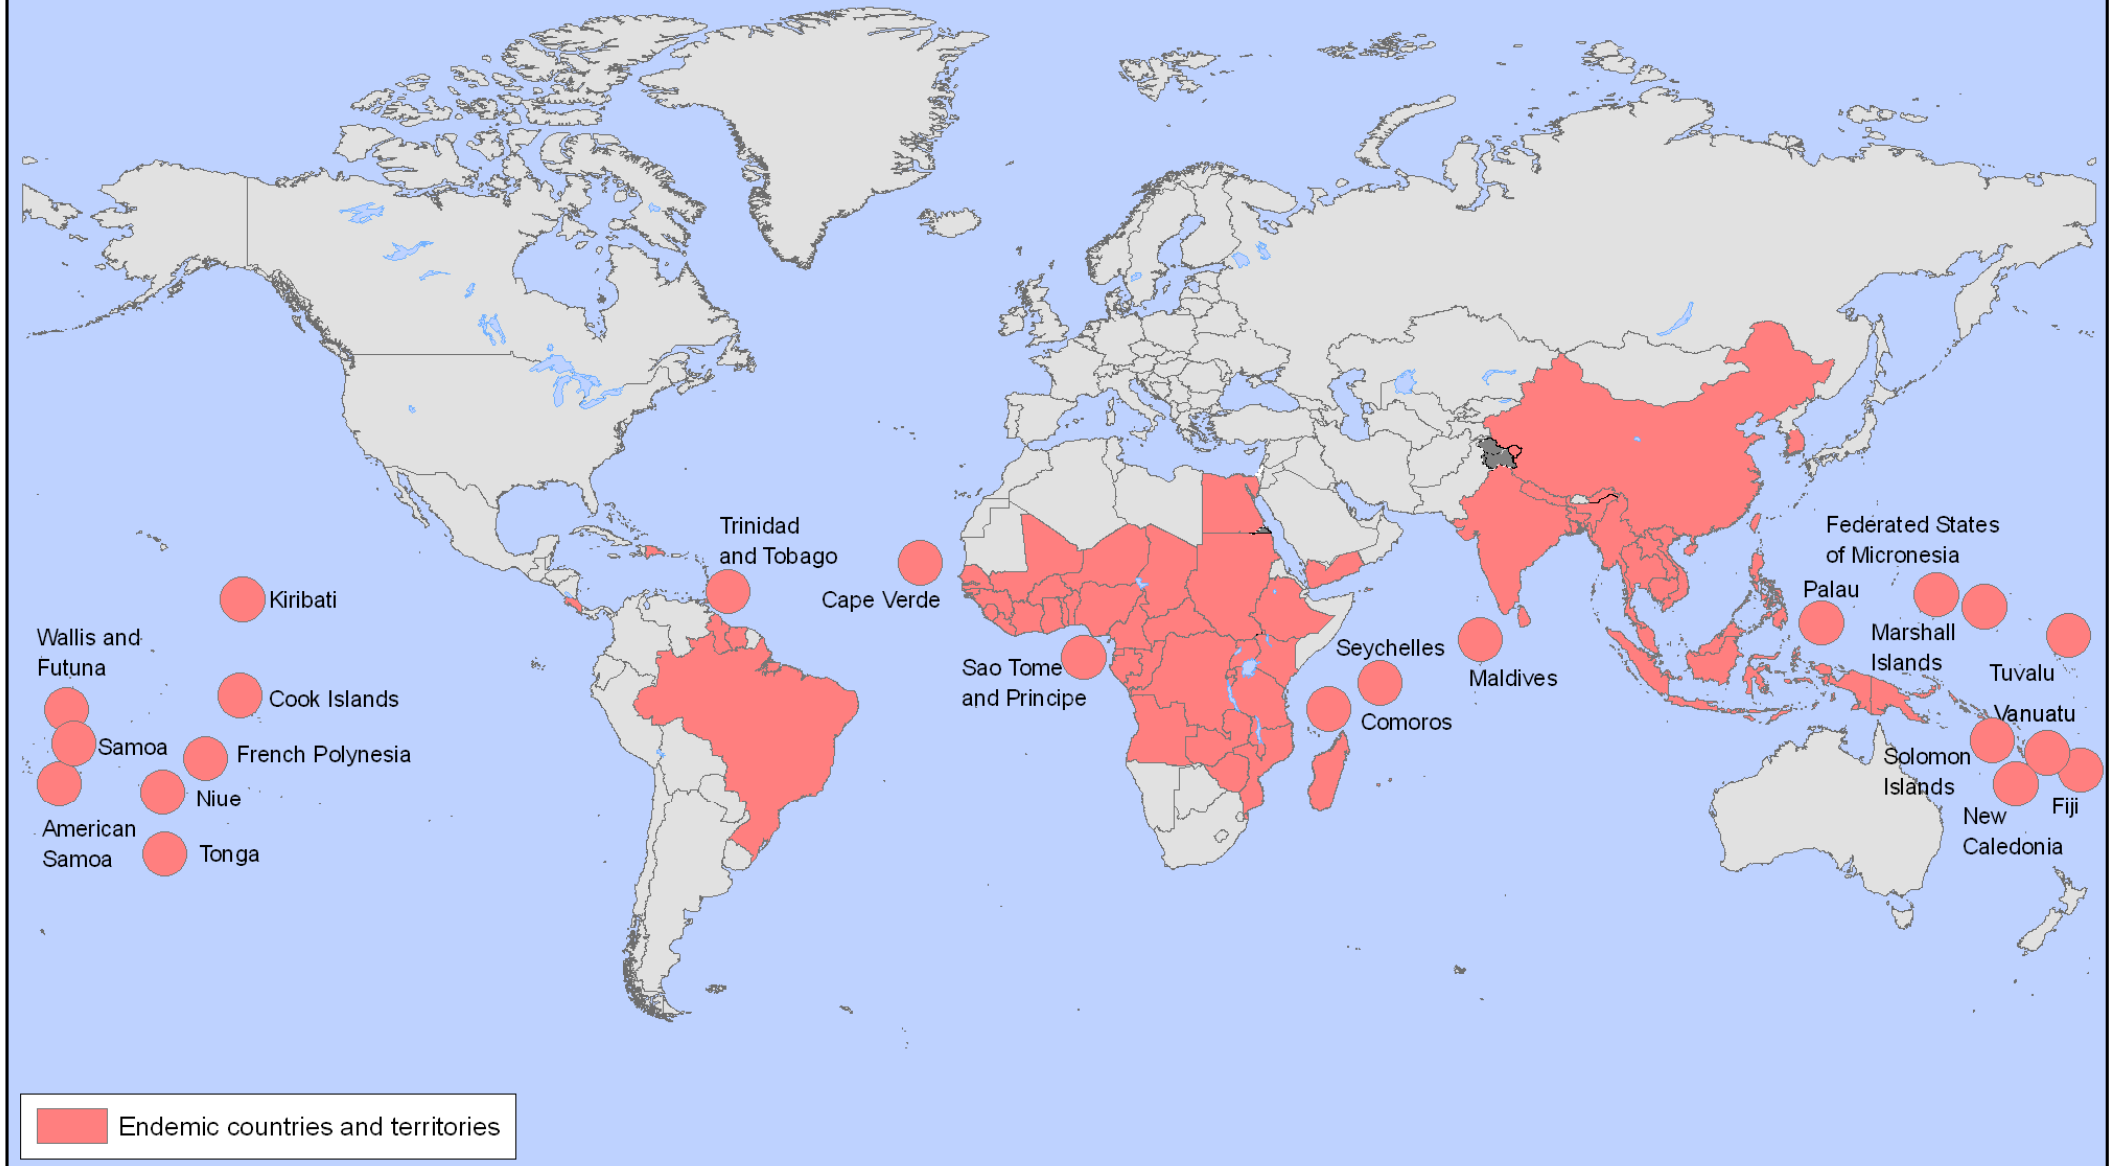 Trinidad
and Tobago
Cape Verde
Federated States
of Micronesia
Palau
Kiribati
Wallis and
Futuna
Marshall
Islands
Seychelles
Sao Tome
and Principe
Maldives
Tuvalu
Cook Islands
Comoros
Vanuatu
Samoa
French Polynesia
Solomon
Islands
Niue
Fiji
New
Caledonia
American
Samoa
Tonga
Endemic countries and territories